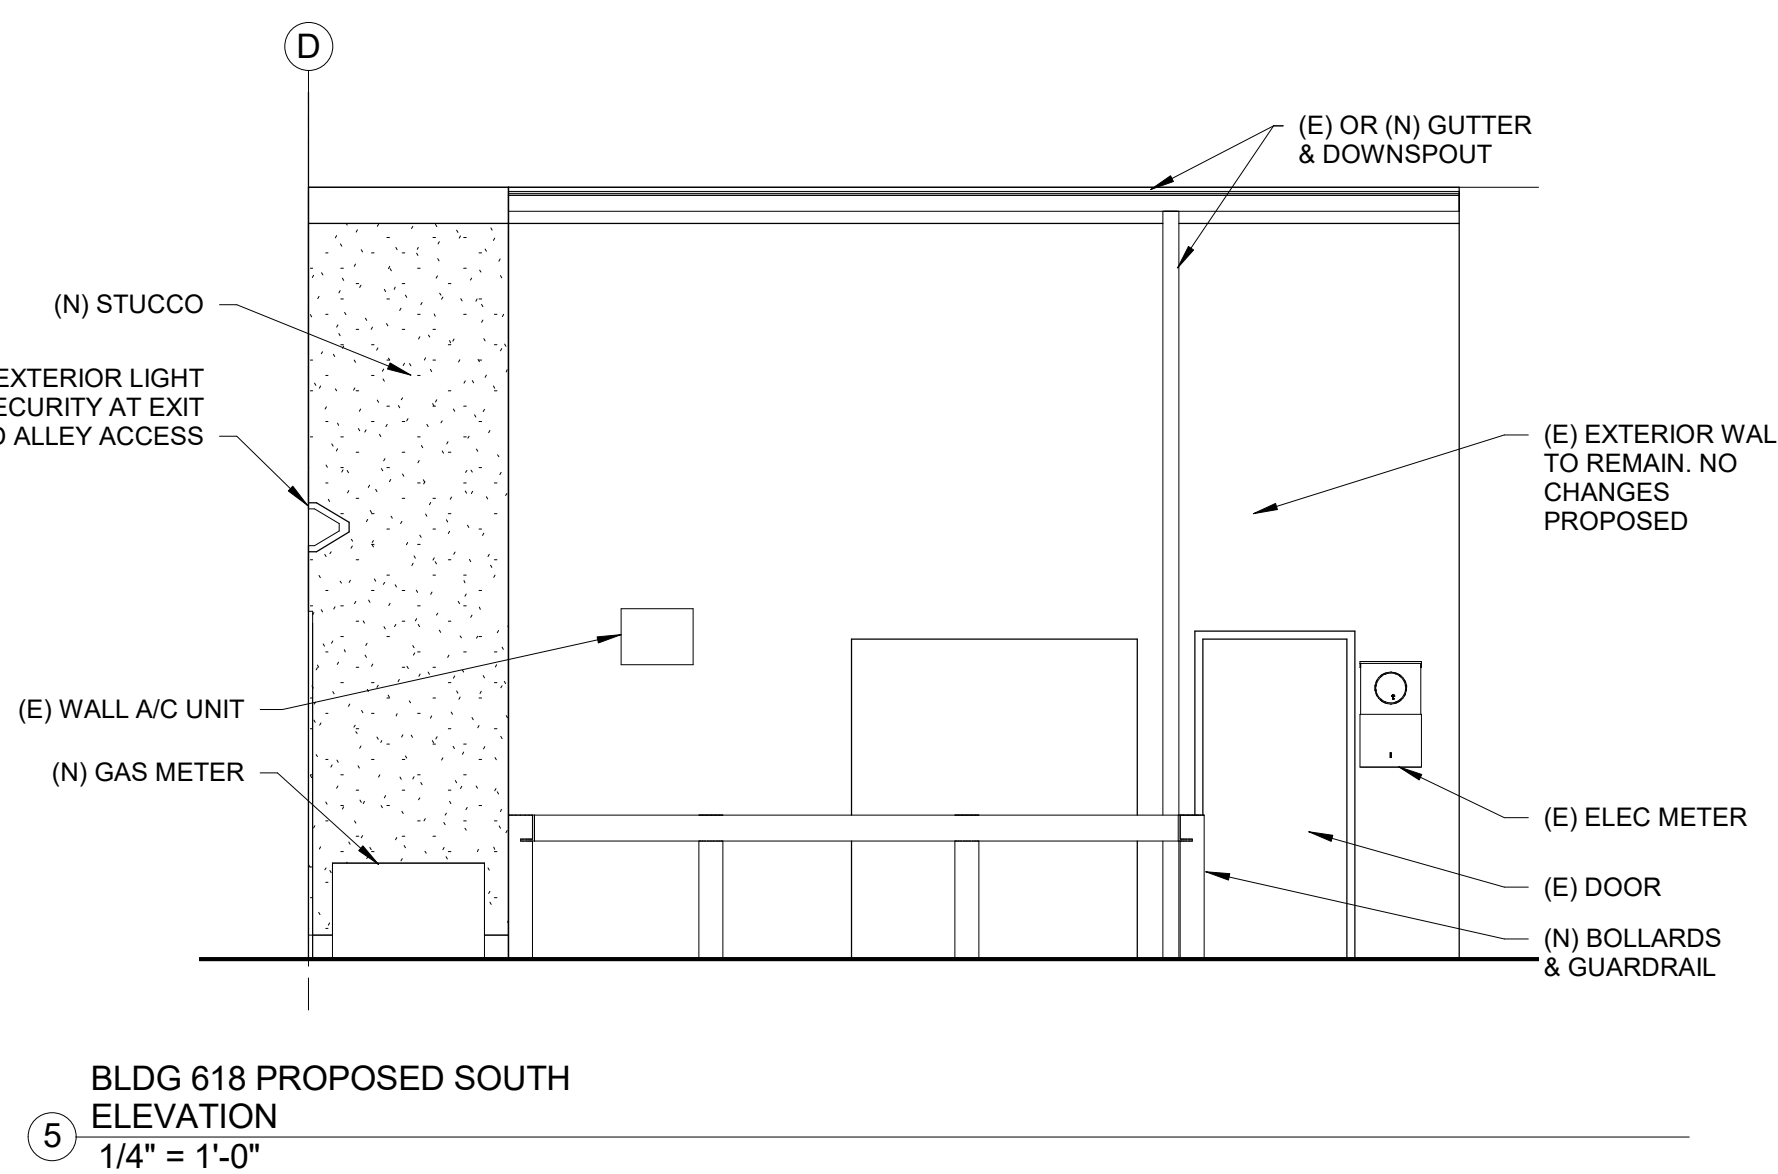 D
(E) OR (N) GUTTER
& DOWNSPOUT
(N) STUCCO
EXTERIOR LIGHT
ECURITY AT EXIT
ALLEY ACCESS
(E) EXTERIOR WAL
TO REMAIN. NO
CHANGES
PROPOSED
(E) WALL A/C UNIT
(N) GAS METER
(E) ELEC METER
(E) DOOR
(N) BOLLARDS
& GUARDRAIL
BLDG 618 PROPOSED SOUTH
ELEVATION
5
1/4" = 1'-0"